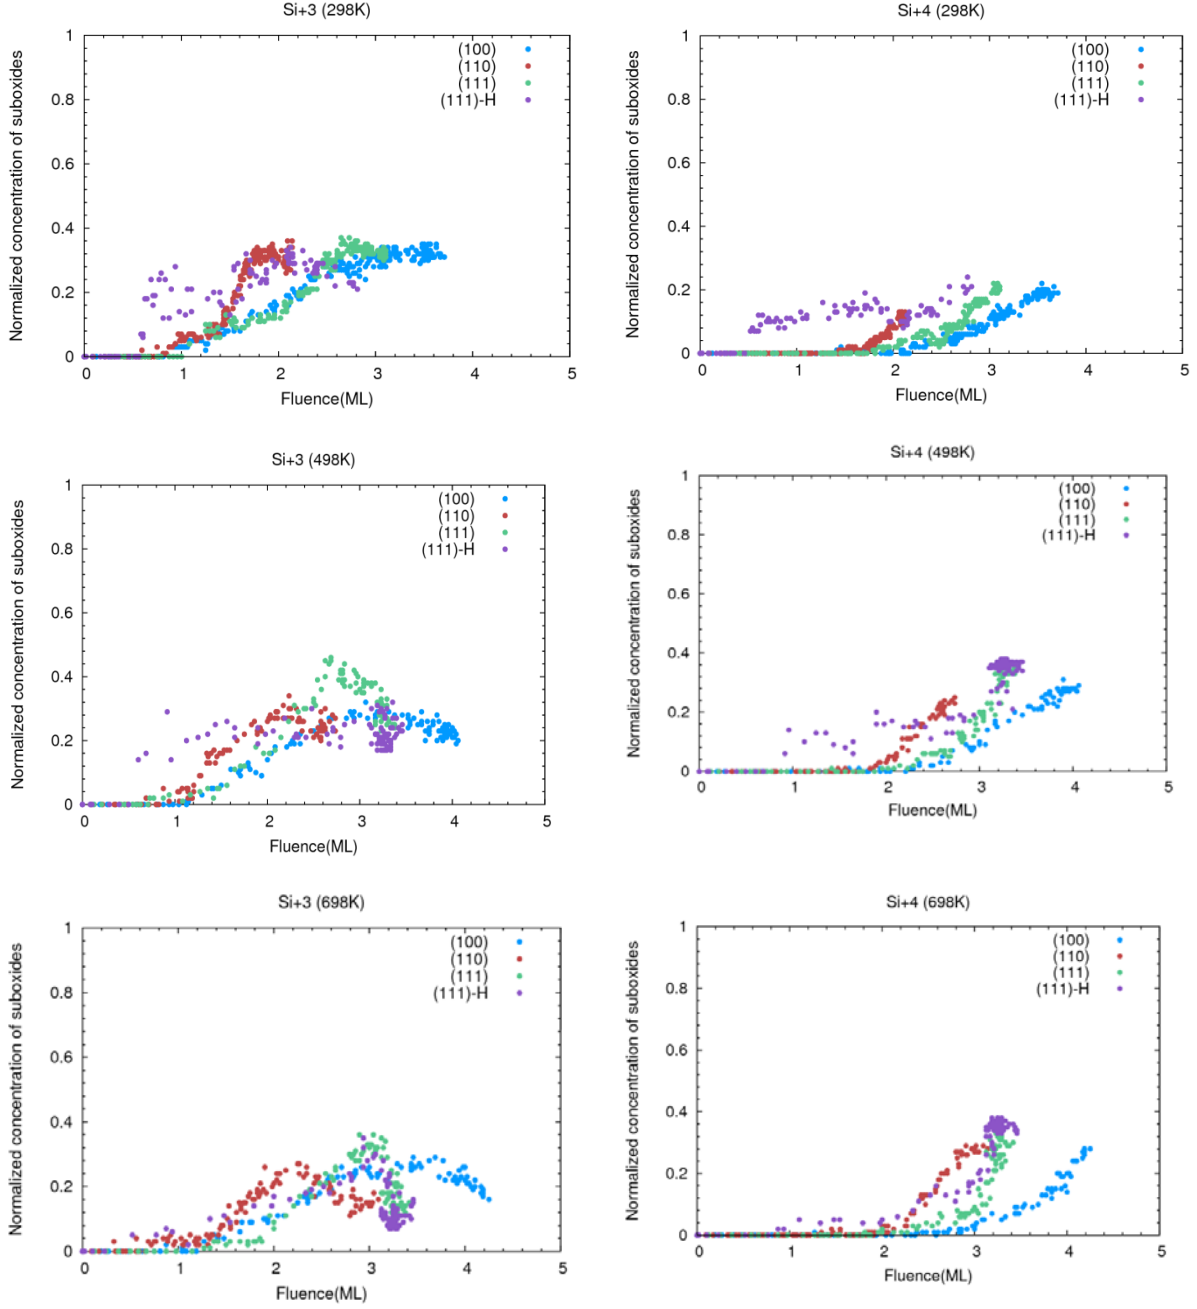 Si+3 (298K)
Normalized concentration of suboxides
1
0.8
0.6
0.4
0.2
0
(100)
(110)
(111)
(111)-H
0 1 2 3 4 5
Fluence(ML)
Si+4 (298K)
Normalized concentration of suboxides
1
0.8
0.6
0.4
0.2
0
(100)
(110)
(111)
(111)-H
0 1 2 3 4 5
Fluence(ML)
Si+3 (498K)
Normalized concentration of suboxides
1
0.8
0.6
0.4
0.2
0
(100)
(110)
(111)
(111)-H
0 1 2 3 4 5
Fluence(ML)
Si+4 (498K)
Normalized concentration of suboxides
1
0.8
0.6
0.4
0.2
0
(100)
(110)
(111)
(111)-H
0 1 2 3 4 5
Fluence(ML)
Si+3 (698K)
Normalized concentration of suboxides
1
0.8
0.6
0.4
0.2
0
(100)
(110)
(111)
(111)-H
0 1 2 3 4 5
Fluence(ML)
Si+4 (698K)
Normalized concentration of suboxides
1
0.8
0.6
0.4
0.2
0
(100)
(110)
(111)
(111)-H
0 1 2 3 4 5
Fluence(ML)